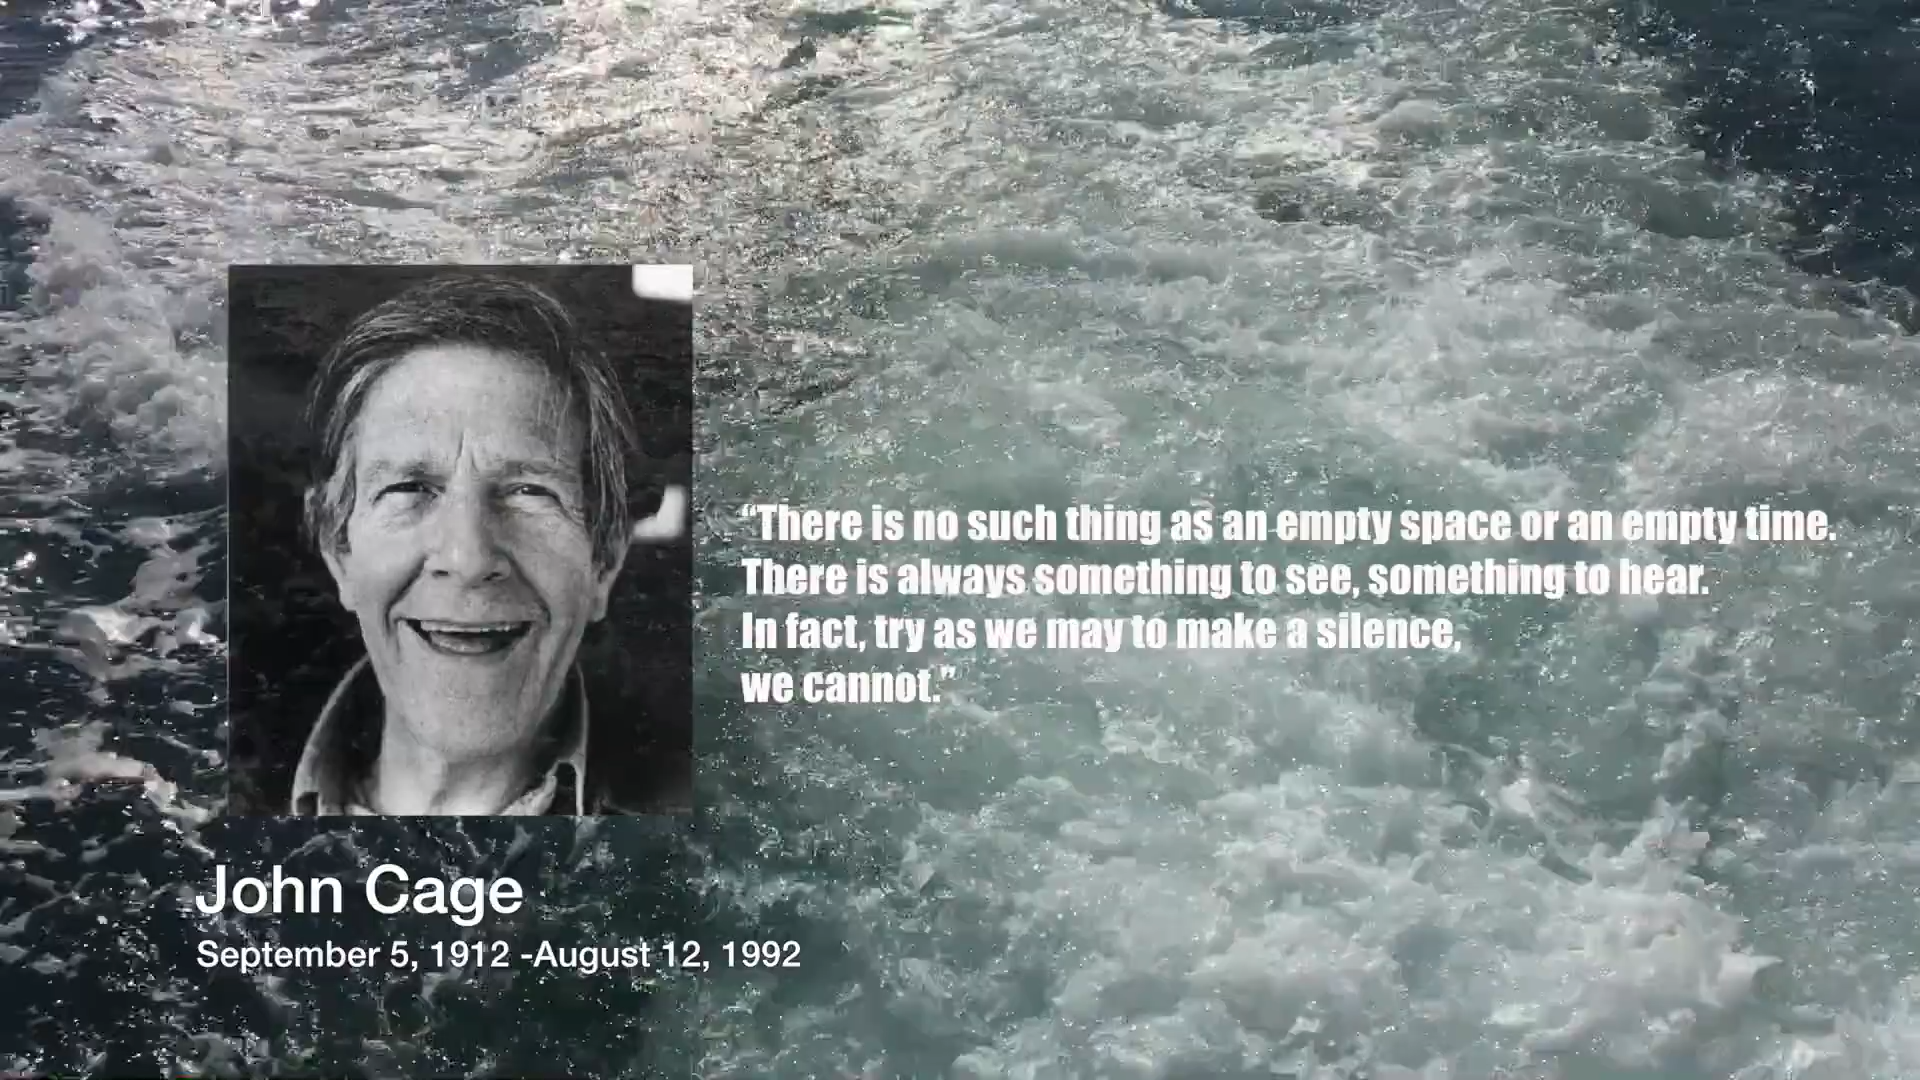 “There is no such thing as an empty space or an empty time.
There is always something to see, something to hear.
In fact, try as we may to make a silence,
we cannot.”
John Cage
September 5, 1912 -August 12, 1992